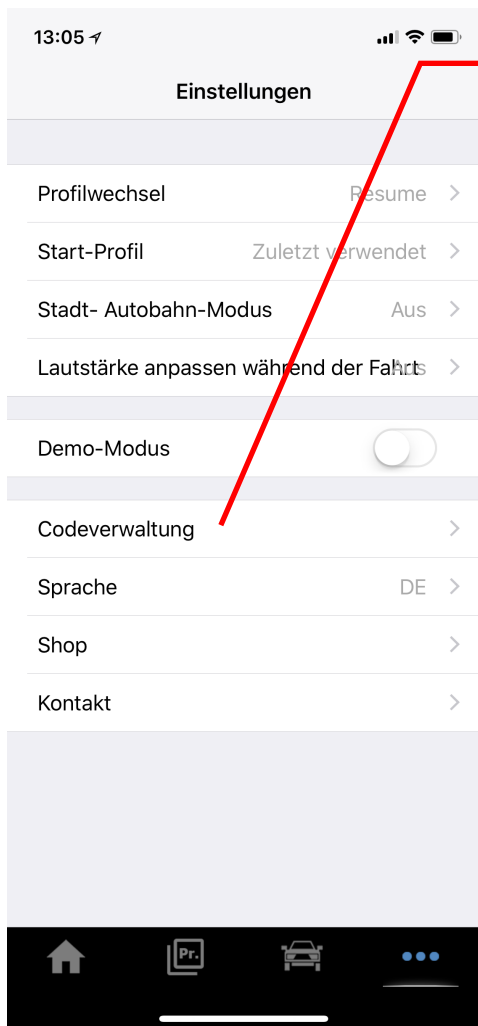 13:05
Einstellungen
Profilwechsel Resume
Start-Profil Zuletzt verwendet
Stadt- Autobahn-Modus Aus
Lautstärke anpassen während der Fahrt Aus
Demo-Modus
Codeverwaltung
Sprache DE
Shop
Kontakt
Pr.